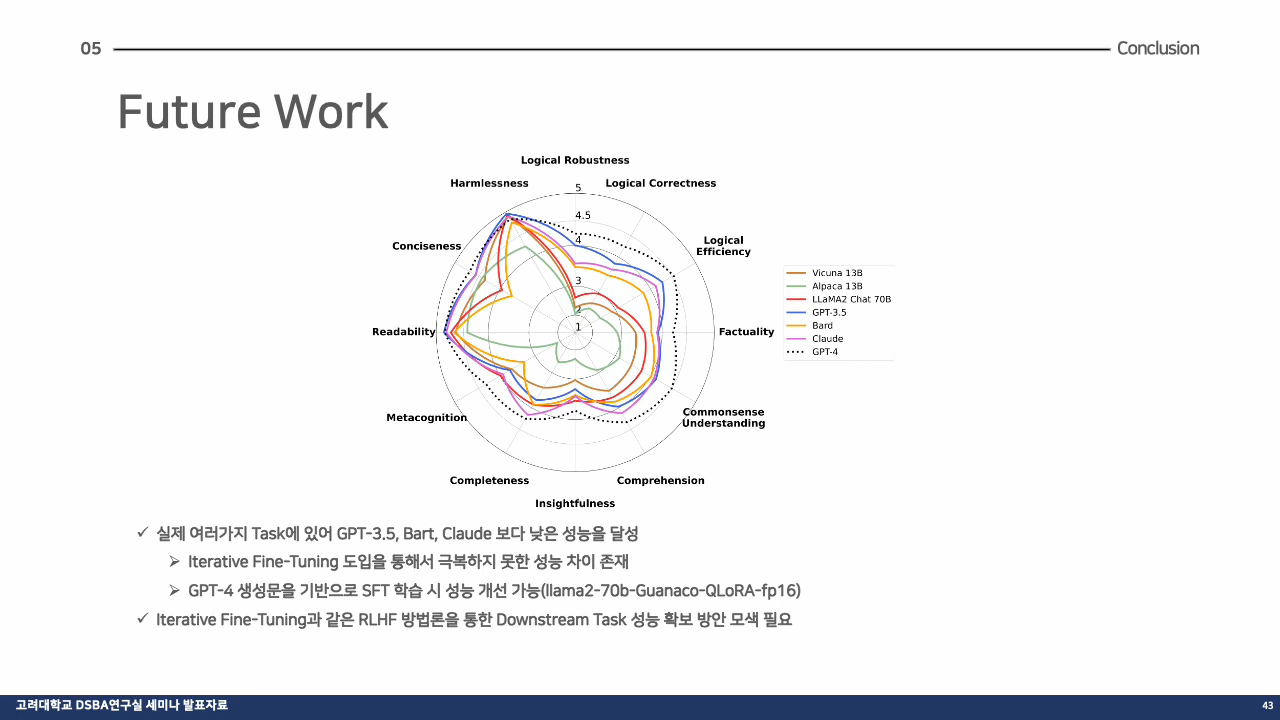 05
Conclusion
Future Work
Logical Robustness
Harmlessness
Logical Correctness
5
4.5
4
3
2
1
Conciseness
Logical
Efficiency
Readability
Factuality
Metacognition
Commonsense
Understanding
Completeness
Comprehension
Insightfulness
Vicuna 13B
Alpaca 13B
LLaMA2 Chat 70B
GPT-3.5
Bard
Claude
GPT-4
✓ 실제 여러가지 Task에 있어 GPT-3.5, Bart, Claude 보다 낮은 성능을 달성
➢ Iterative Fine-Tuning 도입을 통해서 극복하지 못한 성능 차이 존재
➢ GPT-4 생성문을 기반으로 SFT 학습 시 성능 개선 가능(llama2-70b-Guanaco-QLoRA-fp16)
✓ Iterative Fine-Tuning과 같은 RLHF 방법론을 통한 Downstream Task 성능 확보 방안 모색 필요
고려대학교 DSBA연구실 세미나 발표자료
43